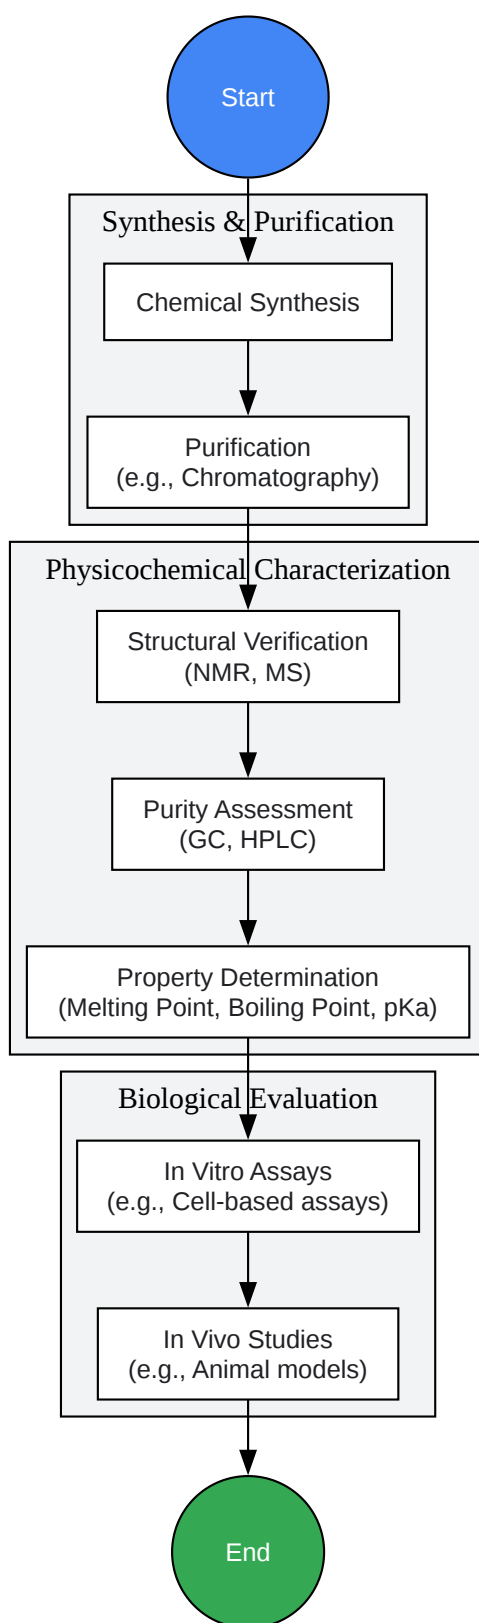 Start
Synthesis & Purification
Chemical Synthesis
Purification
(e.g., Chromatography)
Physicochemical Characterization
Structural Verification
(NMR, MS)
Purity Assessment
(GC, HPLC)
Property Determination
(Melting Point, Boiling Point, pKa)
Biological Evaluation
In Vitro Assays
(e.g., Cell-based assays)
In Vivo Studies
(e.g., Animal models)
End